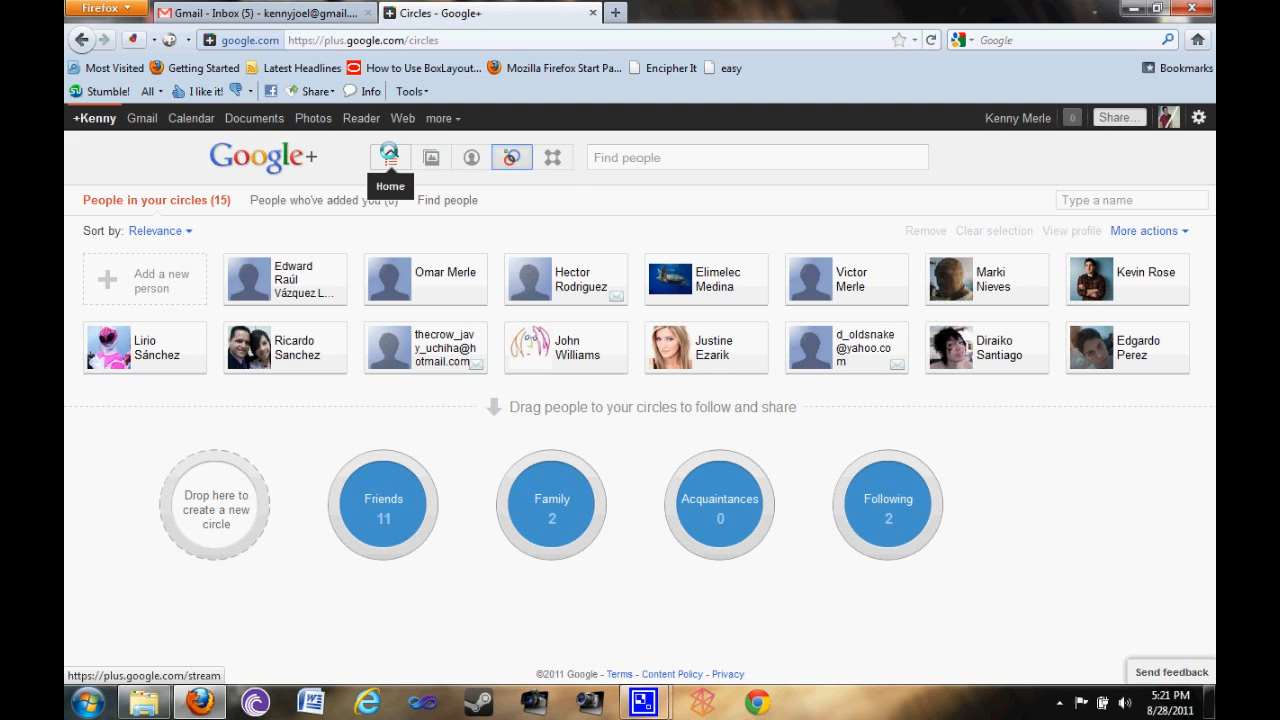 Firefox
Gmail - Inbox (5) - kennyjoel@gmail....
Circles - Google+
google.com
https://plus.google.com/circles
Google
Most Visited
Getting Started
Latest Headlines
How to Use BoxLayout...
Mozilla Firefox Start Pa...
Encipher It
easy
Bookmarks
Stumble!
All
I like it!
Share
Info
Tools
+Kenny
Gmail
Calendar
Documents
Photos
Reader
Web
more
Kenny Merle
0
Share...
Google+
Find people
Home
People in your circles (15)
People who've added you (6)
Find people
Type a name
Sort by: Relevance
Remove
Clear selection
View profile
More actions
Add a new
person
Edward
Raúl
Vázquez L...
Omar Merle
Hector
Rodriguez
Elimelec
Medina
Victor
Merle
Marki
Nieves
Kevin Rose
Lirio
Sánchez
Ricardo
Sanchez
thecrow_jav
y_uchiha@h
otmail.com
John
Williams
Justine
Ezarik
d_oldsnake
@yahoo.co
m
Diraiko
Santiago
Edgardo
Perez
Drag people to your circles to follow and share
Drop here to
create a new
circle
Friends
11
Family
2
Acquaintances
0
Following
2
https://plus.google.com/stream
©2011 Google - Terms - Content Policy - Privacy
Send feedback
5:21 PM
8/28/2011